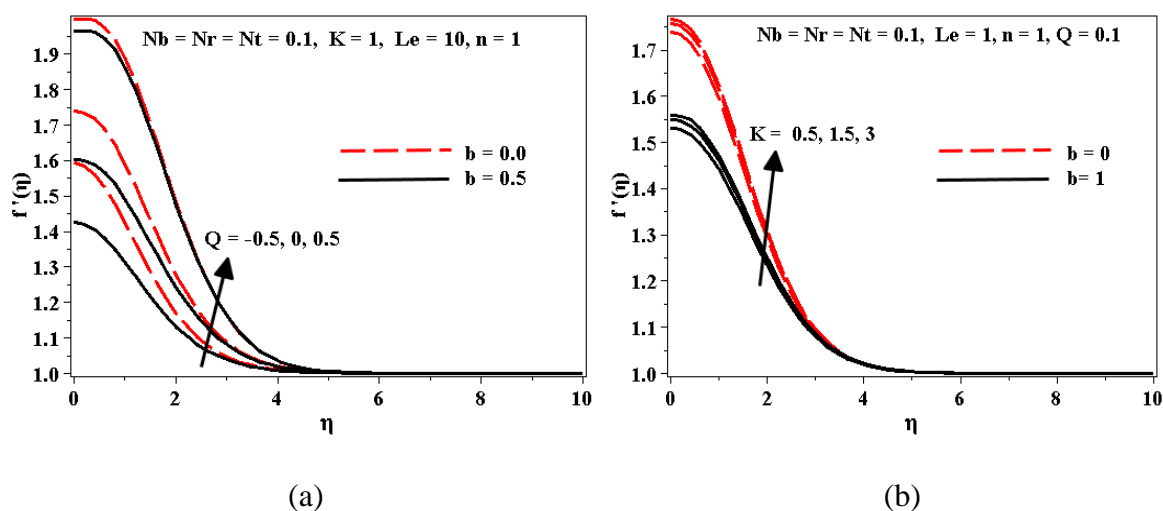 Nb = Nr = Nt = 0.1, K = 1, Le = 10, n = 1
b = 0.0
b = 0.5
Q = -0.5, 0, 0.5
f '(η)
1.9
1.8
1.7
1.6
1.5
1.4
1.3
1.2
1.1
1.0
0 2 4 6 8 10
η
(a)
Nb = Nr = Nt = 0.1, Le = 1, n = 1, Q = 0.1
K = 0.5, 1.5, 3
b = 0
b= 1
f '(η)
1.7
1.6
1.5
1.4
1.3
1.2
1.1
1.0
0 2 4 6 8 10
η
(b)